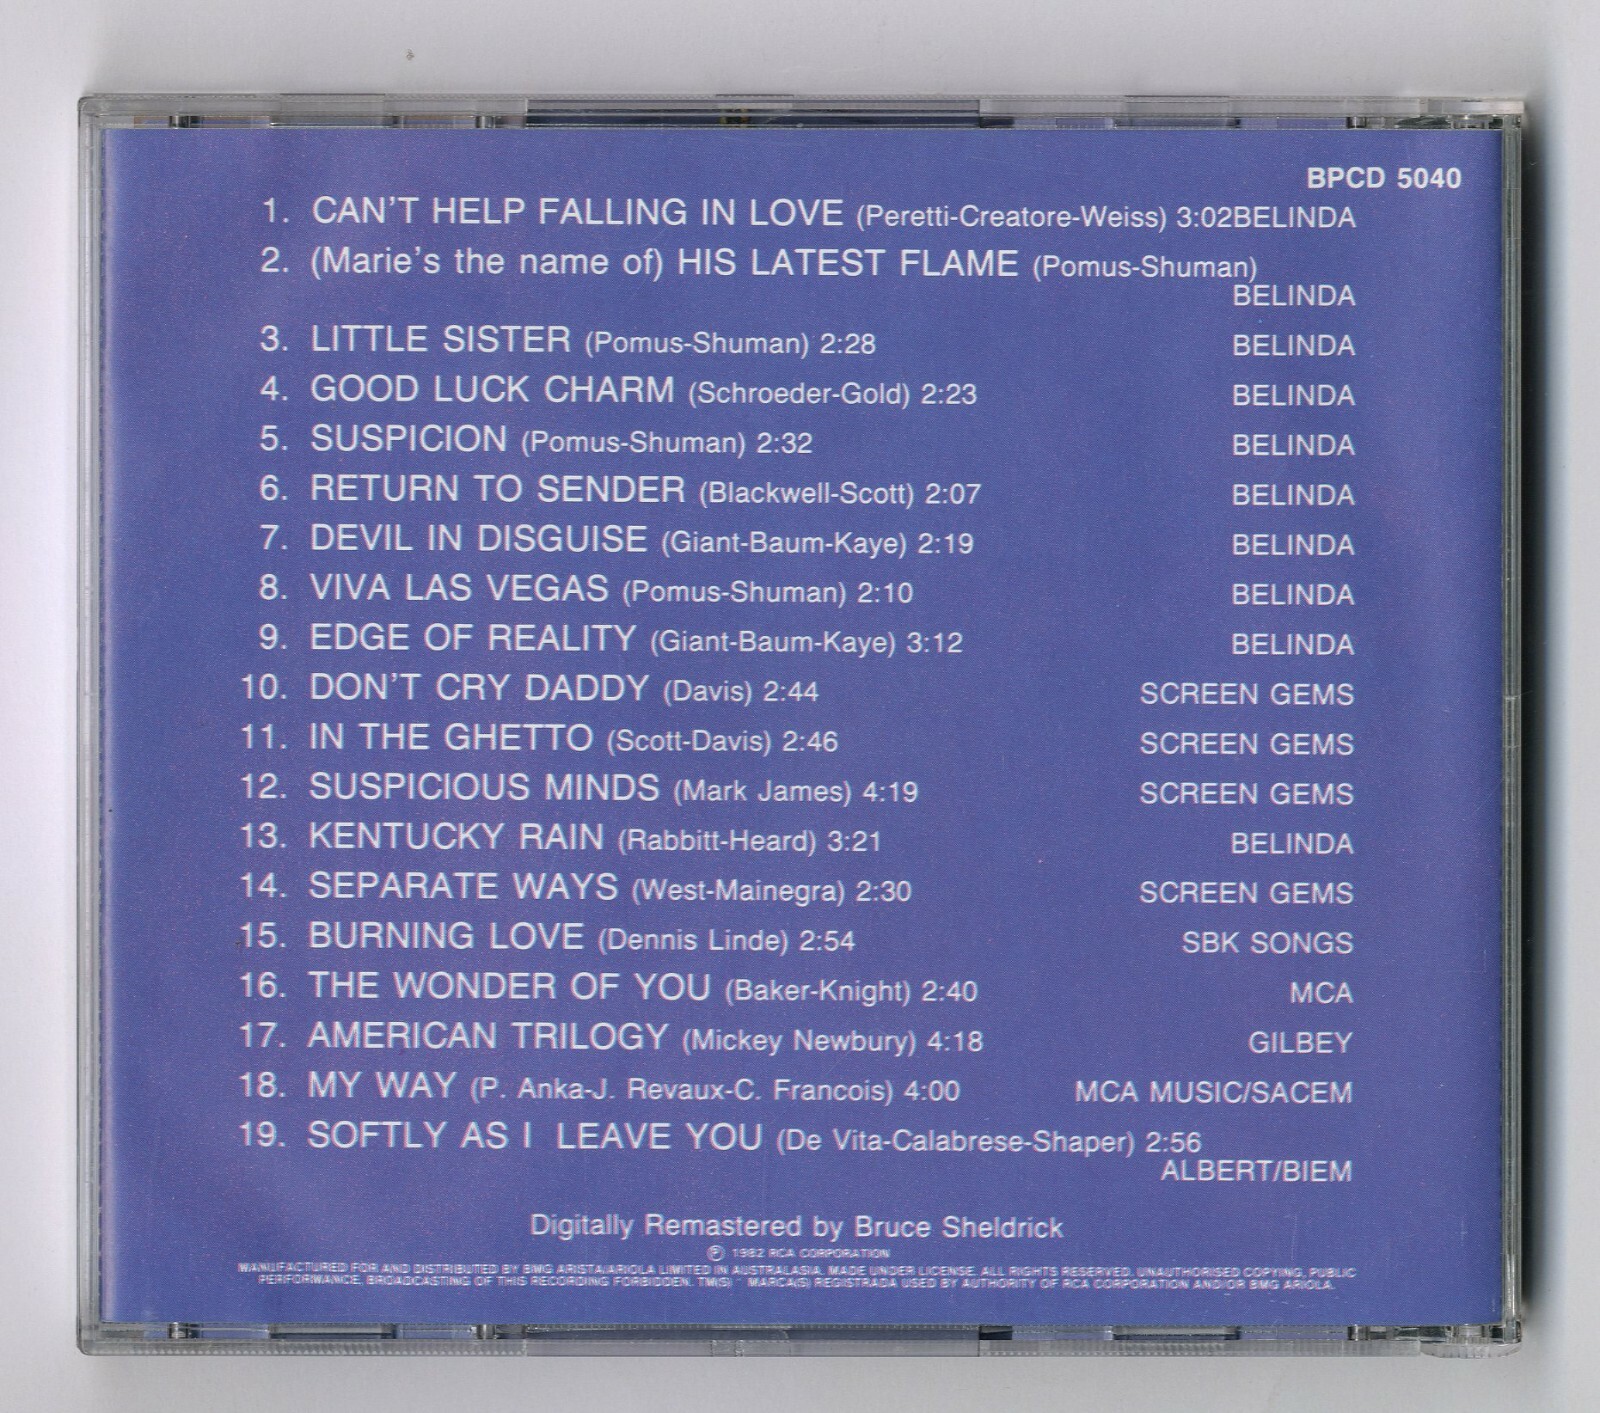 BPCD 5040
1. CAN'T HELP FALLING IN LOVE (Peretti-Creatore-Weiss) 3:02BELINDA
2. (Marie's the name of) HIS LATEST FLAME (Pomus-Shuman)
BELINDA
3. LITTLE SISTER (Pomus-Shuman) 2:28 BELINDA
4. GOOD LUCK CHARM (Schroeder-Gold) 2:23 BELINDA
5. SUSPICION (Pomus-Shuman) 2:32 BELINDA
6. RETURN TO SENDER (Blackwell-Scott) 2:07 BELINDA
7. DEVIL IN DISGUISE (Giant-Baum-Kaye) 2:19 BELINDA
8. VIVA LAS VEGAS (Pomus-Shuman) 2:10 BELINDA
9. EDGE OF REALITY (Giant-Baum-Kaye) 3:12 BELINDA
10. DON'T CRY DADDY (Davis) 2:44 SCREEN GEMS
11. IN THE GHETTO (Scott-Davis) 2:46 SCREEN GEMS
12. SUSPICIOUS MINDS (Mark James) 4:19 SCREEN GEMS
13. KENTUCKY RAIN (Rabbitt-Heard) 3:21 BELINDA
14. SEPARATE WAYS (West-Mainegra) 2:30 SCREEN GEMS
15. BURNING LOVE (Dennis Linde) 2:54 SBK SONGS
16. THE WONDER OF YOU (Baker-Knight) 2:40 MCA
17. AMERICAN TRILOGY (Mickey Newbury) 4:18 GILBEY
18. MY WAY (P. Anka-J. Revaux-C. Francois) 4:00 MCA MUSIC/SACEM
19. SOFTLY AS I LEAVE YOU (De Vita-Calabrese-Shaper) 2:56
ALBERT/BIEM
Digitally Remastered by Bruce Sheldrick
℗ 1982 RCA CORPORATION
MANUFACTURED FOR AND DISTRIBUTED BY BMG ARISTA/ARIOLA LIMITED IN AUSTRALASIA. MADE UNDER LICENSE. ALL RIGHTS RESERVED. UNAUTHORISED COPYING, PUBLIC
PERFORMANCE, BROADCASTING OF THIS RECORDING FORBIDDEN. TM(S) ® MARCA(S) REGISTRADA USED BY AUTHORITY OF RCA CORPORATION AND/OR BMG ARIOLA.